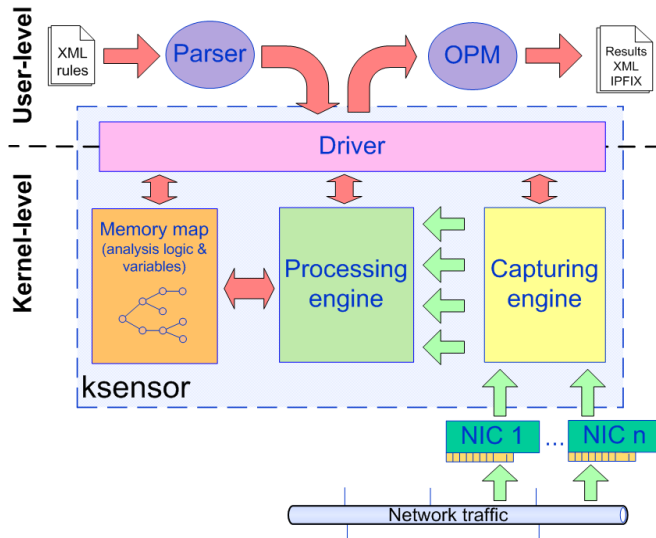 User-level
XML
rules
Parser
OPM
Results
XML
IPFIX
Driver
Kernel-level
Memory map
(analysis logic &
variables)
Processing
engine
Capturing
engine
ksensor
NIC 1
...
NIC n
Network traffic